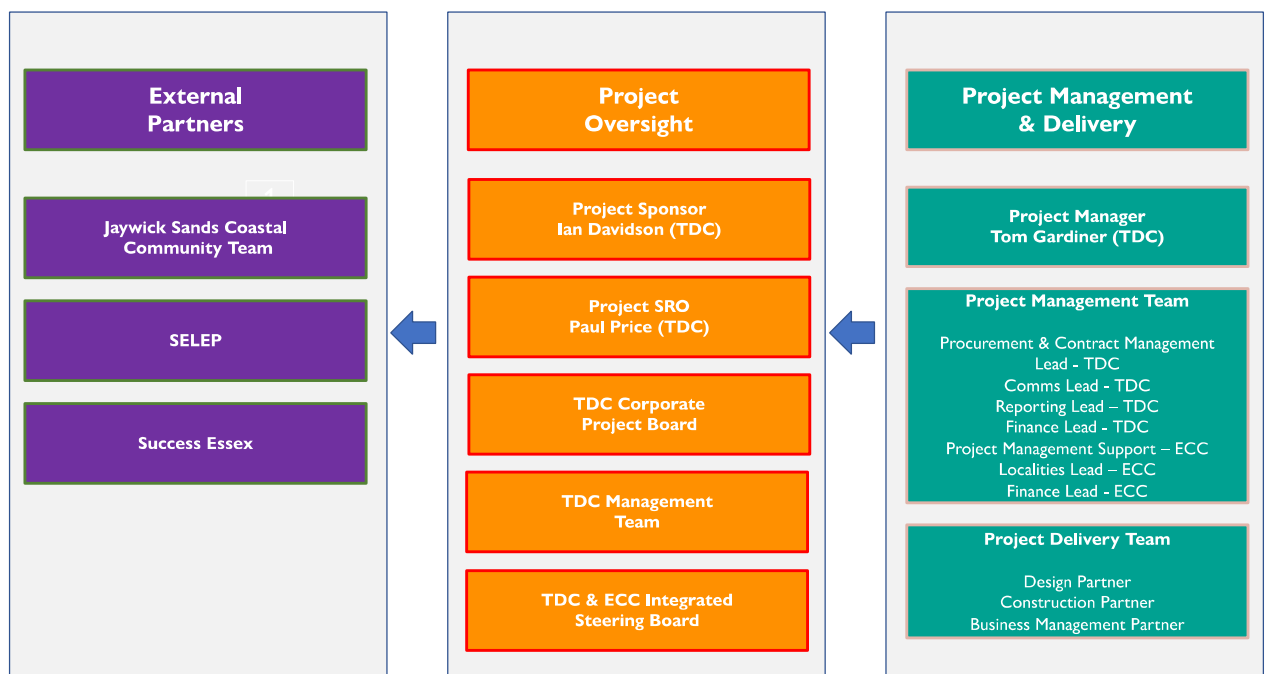 External
Partners
Jaywick Sands Coastal
Community Team
SELEP
Success Essex
Project
Oversight
Project Sponsor
Ian Davidson (TDC)
Project SRO
Paul Price (TDC)
TDC Corporate
Project Board
TDC Management
Team
TDC & ECC Integrated
Steering Board
Project Management
& Delivery
Project Manager
Tom Gardiner (TDC)
Project Management Team
Procurement & Contract Management
Lead - TDC
Comms Lead - TDC
Reporting Lead – TDC
Finance Lead - TDC
Project Management Support – ECC
Localities Lead – ECC
Finance Lead - ECC
Project Delivery Team
Design Partner
Construction Partner
Business Management Partner